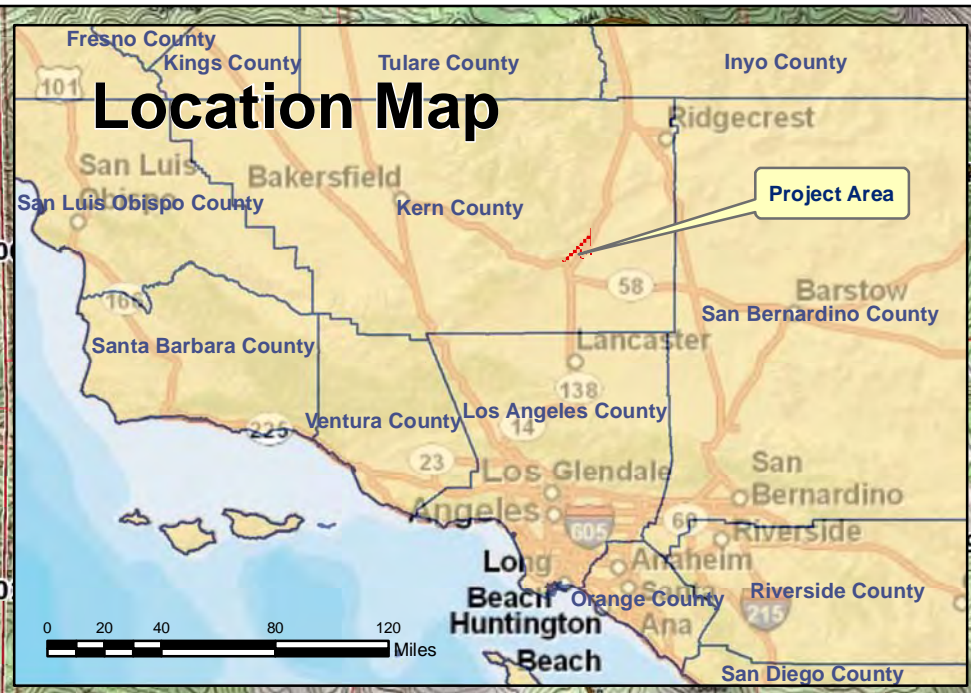 Fresno County
Kings County
Tulare County
Inyo County
101
Location Map
Ridgecrest
San Luis
Obispo
Bakersfield
Project Area
San Luis Obispo County
Kern County
58
Barstow
166
San Bernardino County
Santa Barbara County
Lancaster
138
Ventura County
Los Angeles County
225
14
23
Los
Angeles
Glendale
San
Bernardino
605
60
Riverside
Long
Beach
Anaheim
Santa
Ana
Orange County
Riverside County
215
Huntington
Beach
0 20 40 80 120
Miles
San Diego County